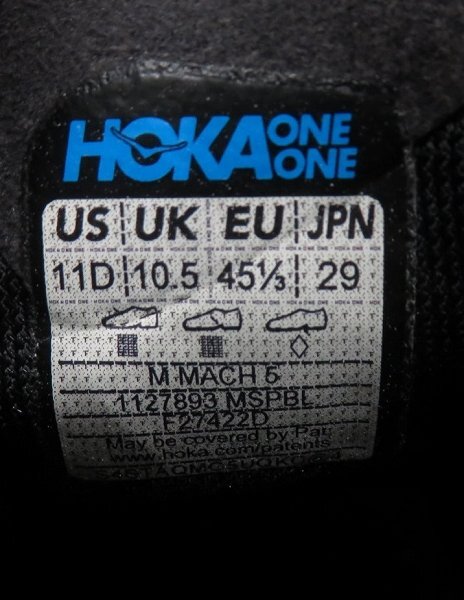 HOKA ONE ONE
US UK EU JPN
11D 10.5 45⅓ 29
M MACH 5
1127893 MSPBL
F27422D
May be covered by Pat.
www.hoka.com/patents